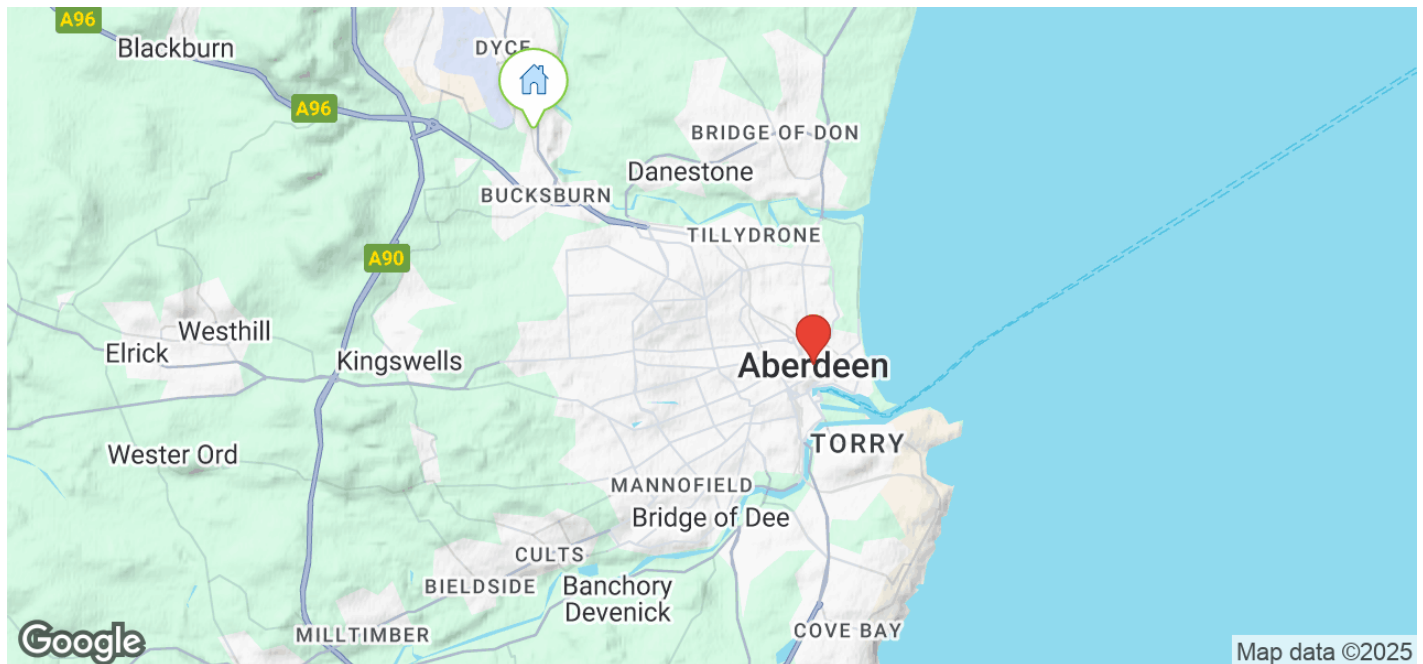 A96
Blackburn
DYCE
A96
BRIDGE OF DON
Danestone
BUCKSBURN
TILLYDRONE
A90
Westhill
Elrick
Kingswells
Aberdeen
TORRY
Wester Ord
MANNOFIELD
Bridge of Dee
CULTS
BIELDSIDE
Banchory
Devenick
MILLTIMBER
COVE BAY
Google
Map data ©2025